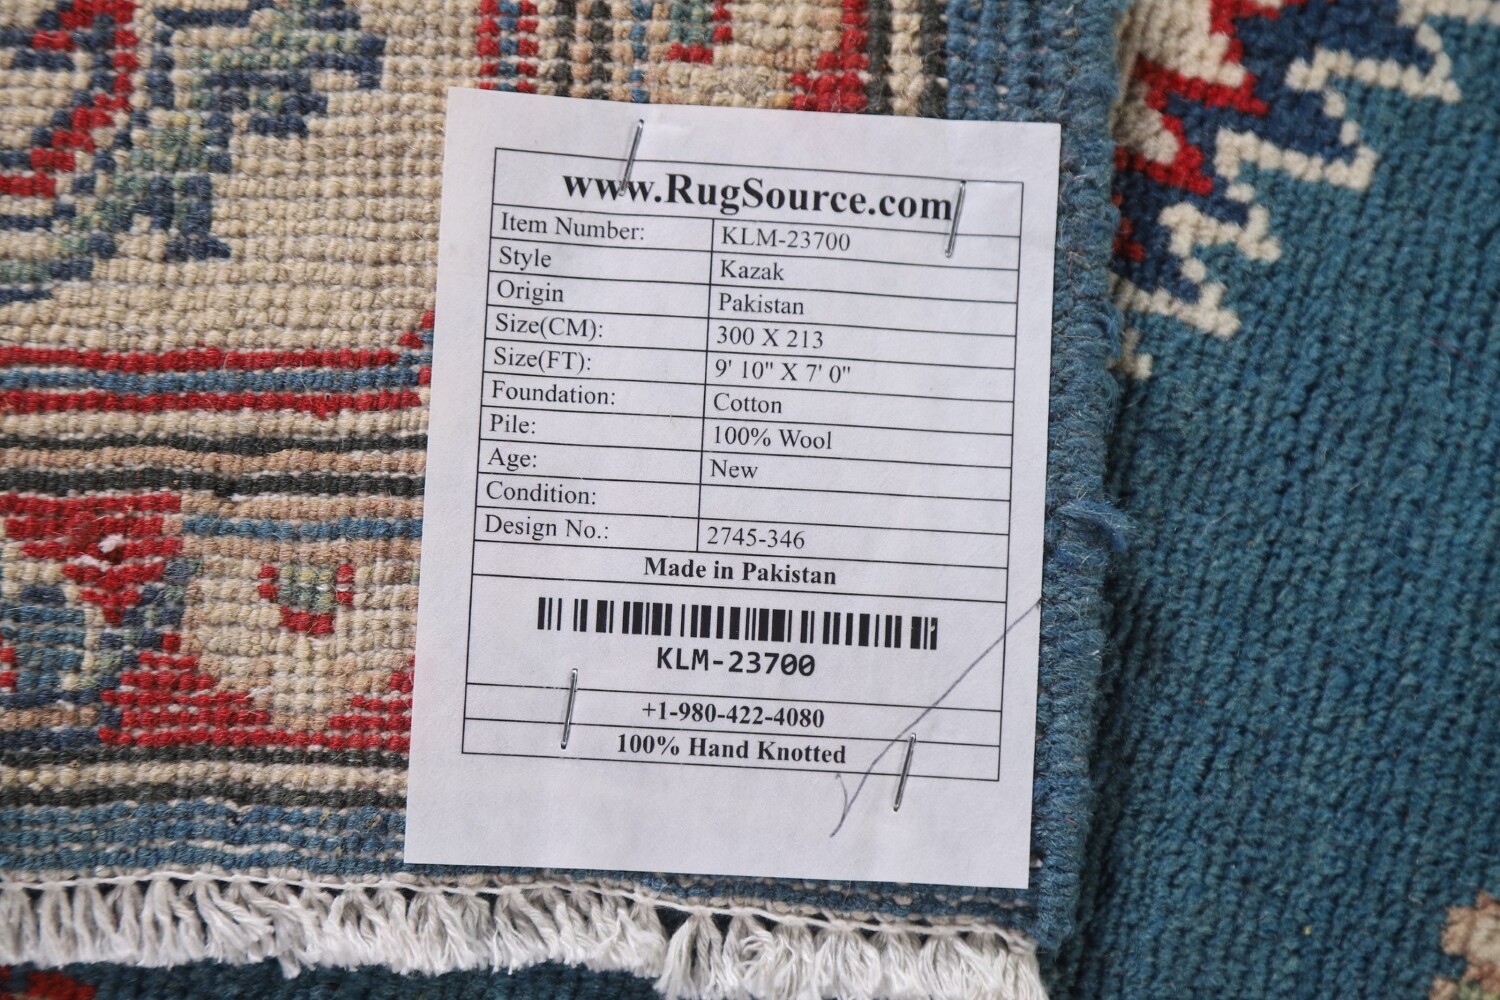 www.RugSource.com
Item Number: KLM-23700
Style Kazak
Origin Pakistan
Size(CM): 300 X 213
Size(FT): 9' 10" X 7' 0"
Foundation: Cotton
Pile: 100% Wool
Age: New
Condition:
Design No.: 2745-346
Made in Pakistan
KLM-23700
+1-980-422-4080
100% Hand Knotted